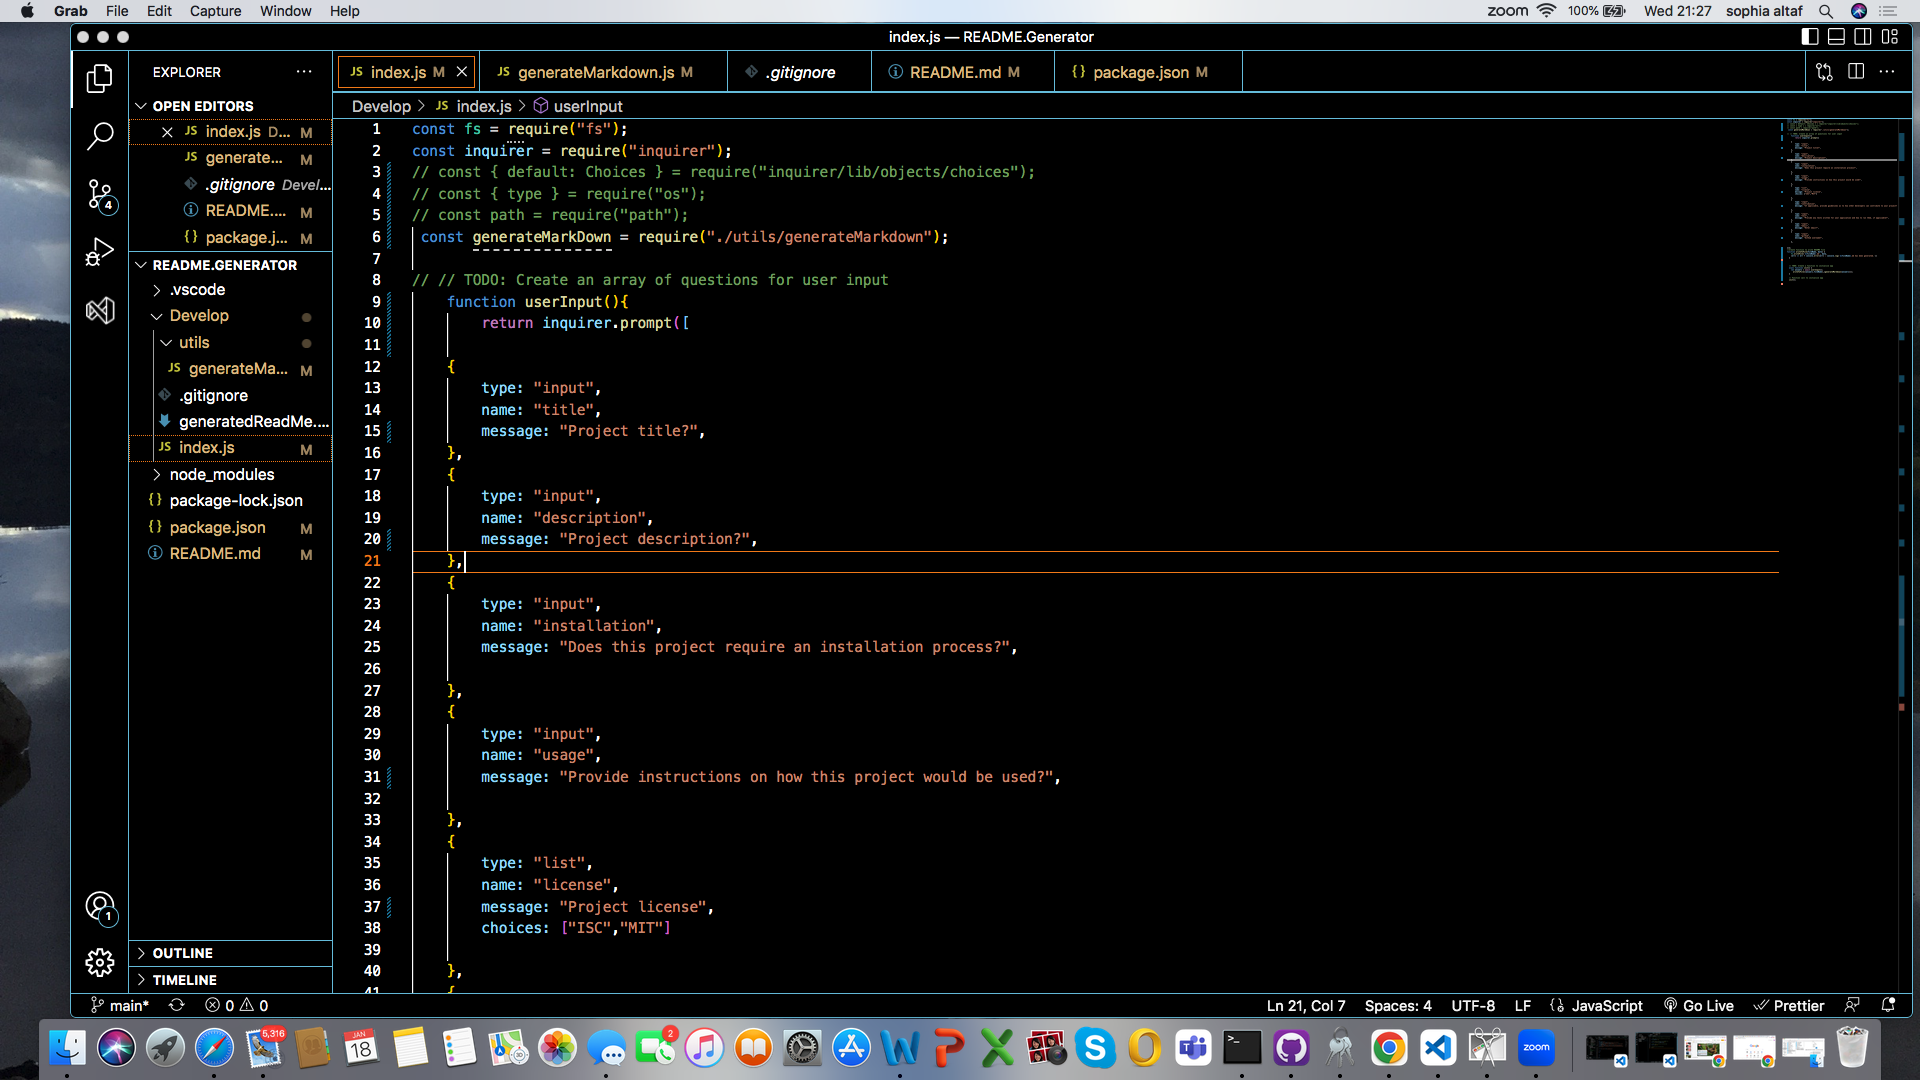 Grab File Edit Capture Window Help zoom 100% Wed 21:27 sophia altaf
index.js — README.Generator
EXPLORER
JS index.js M
JS generateMarkdown.js M
.gitignore
README.md M
{} package.json M
OPEN EDITORS
JS index.js D... M
JS generate... M
.gitignore Devel...
README.... M
{} package.j... M
README.GENERATOR
.vscode
Develop
utils
JS generateMa... M
.gitignore
generatedReadMe....
JS index.js M
node_modules
{} package-lock.json
{} package.json M
README.md M
OUTLINE
TIMELINE
4
1
Develop > JS index.js > userInput
1 const fs = require("fs");
2 const inquirer = require("inquirer");
3 // const { default: Choices } = require("inquirer/lib/objects/choices");
4 // const { type } = require("os");
5 // const path = require("path");
6 const generateMarkDown = require("./utils/generateMarkdown");
7
8 // // TODO: Create an array of questions for user input
9 function userInput(){
10 return inquirer.prompt([
11
12 {
13 type: "input",
14 name: "title",
15 message: "Project title?",
16 },
17 {
18 type: "input",
19 name: "description",
20 message: "Project description?",
21 },
22 {
23 type: "input",
24 name: "installation",
25 message: "Does this project require an installation process?",
26
27 },
28 {
29 type: "input",
30 name: "usage",
31 message: "Provide instructions on how this project would be used?",
32
33 },
34 {
35 type: "list",
36 name: "license",
37 message: "Project license",
38 choices: ["ISC","MIT"]
39
40 },
41 {
main* 0 0 Ln 21, Col 7 Spaces: 4 UTF-8 LF {} JavaScript Go Live Prettier
5,316
JAN
18
2
zoom